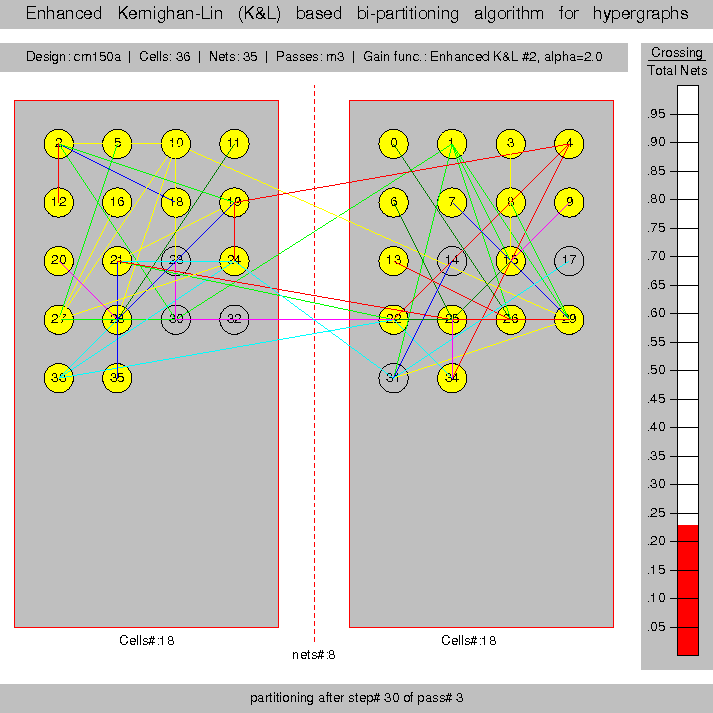 Enhanced Kernighan-Lin (K&L) based bi-partitioning algorithm for hypergraphs
Design: cm150a | Cells: 36 | Nets: 35 | Passes: m3 | Gain func.: Enhanced K&L #2, alpha=2.0
Crossing
Total Nets
2 5 10 11 0 1 3 4
12 16 18 19 6 7 8 9
20 21 23 24 13 14 15 17
27 28 30 32 22 25 26 29
33 35 31 34
.95
.90
.85
.80
.75
.70
.65
.60
.55
.50
.45
.40
.35
.30
.25
.20
.15
.10
.05
Cells#:18
Cells#:18
nets#:8
partitioning after step# 30 of pass# 3